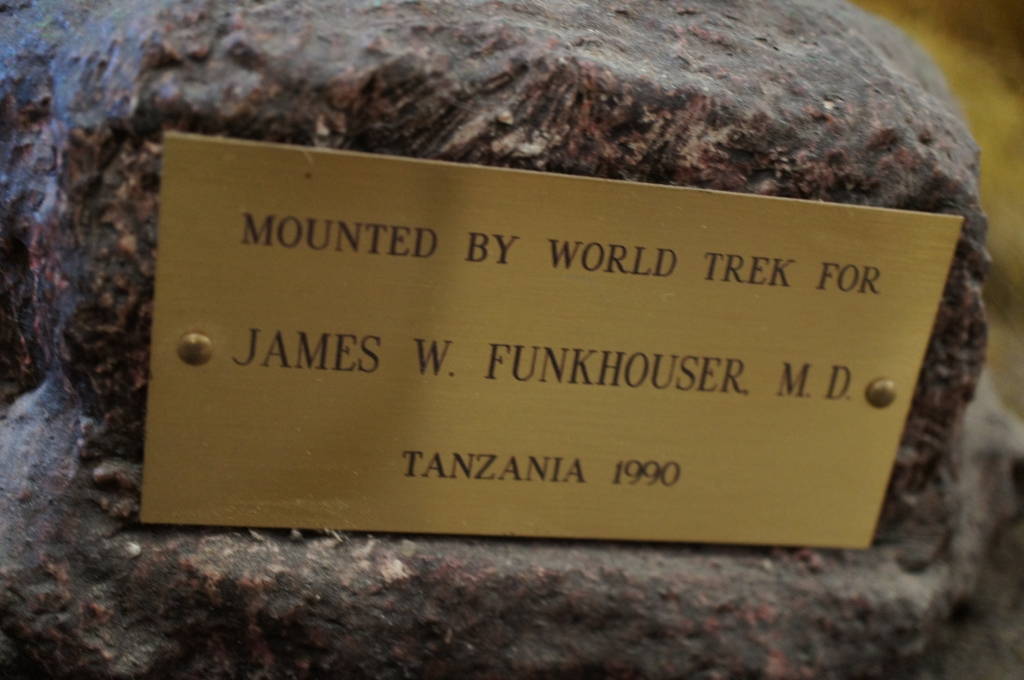 MOUNTED BY WORLD TREK FOR
JAMES W. FUNKHOUSER, M. D.
TANZANIA 1990